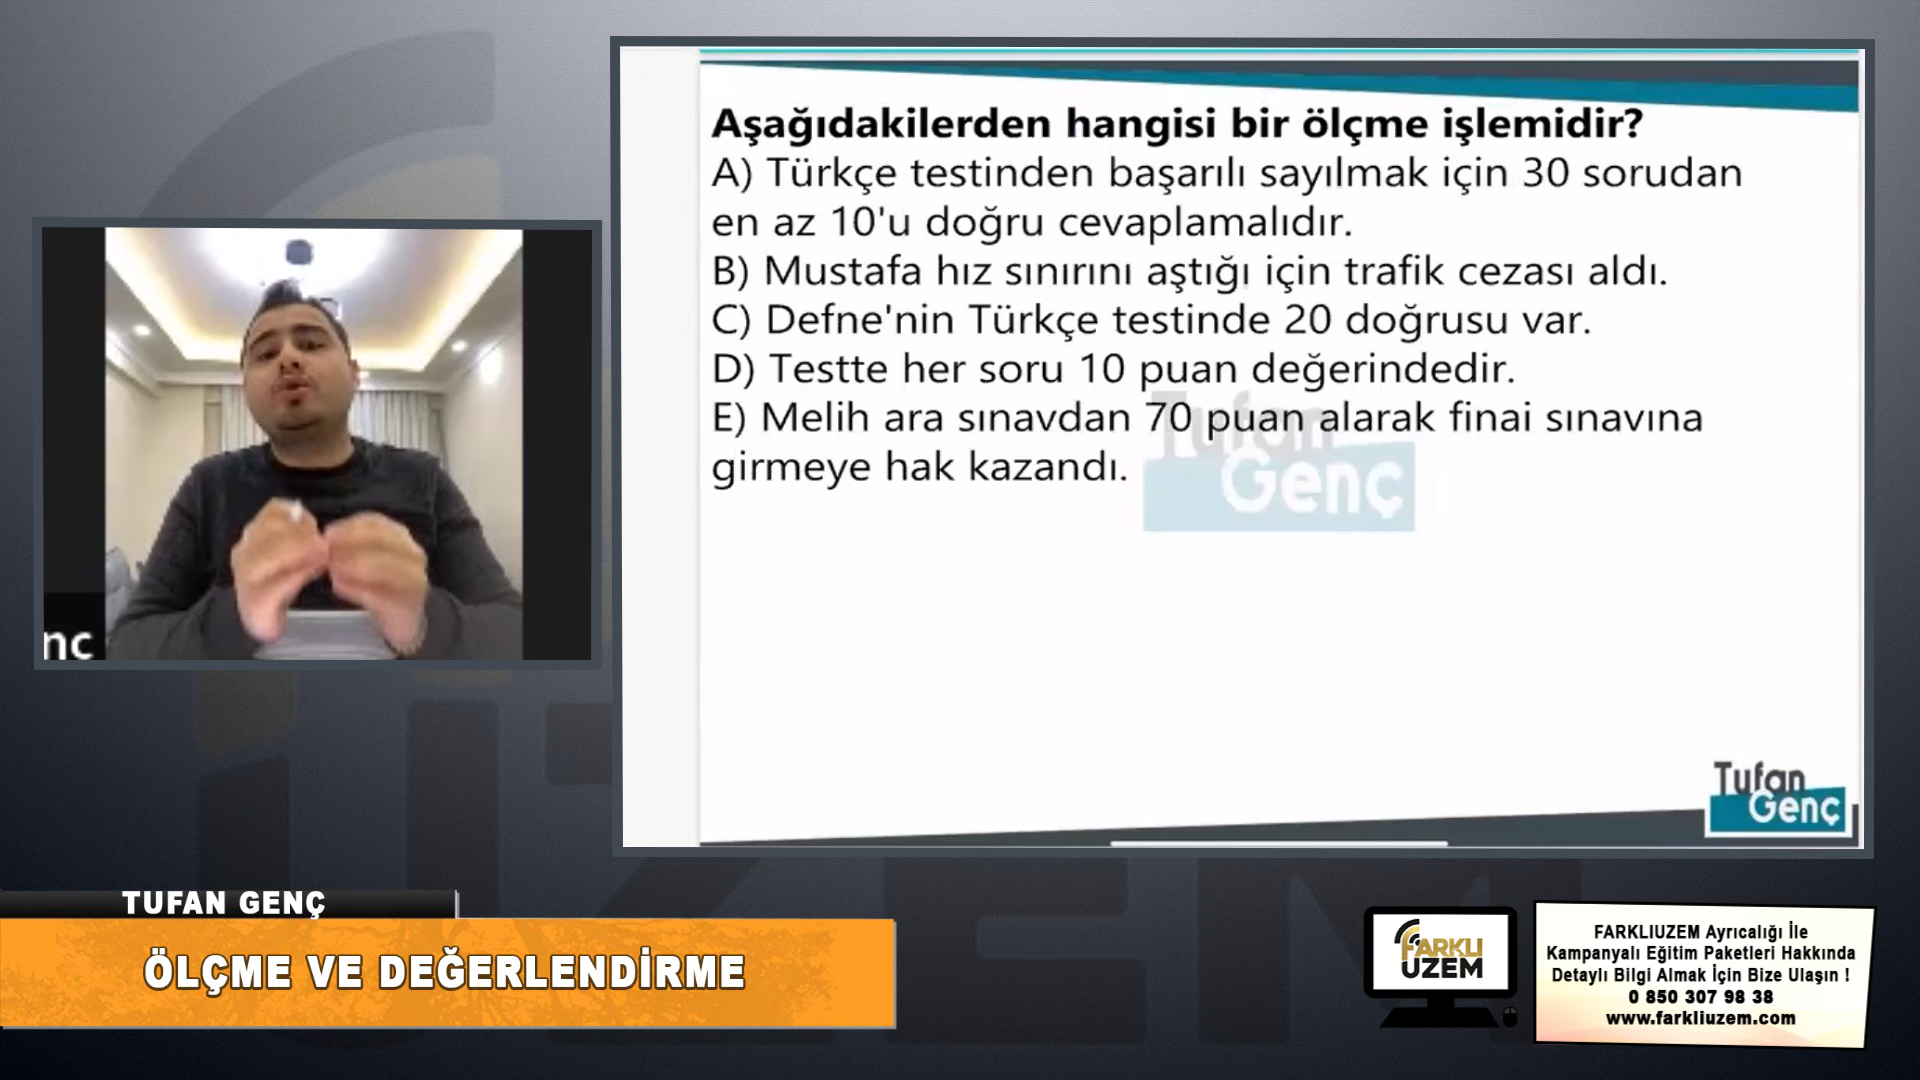 Aşağıdakilerden hangisi bir ölçme işlemidir?
A) Türkçe testinden başarılı sayılmak için 30 sorudan
en az 10'u doğru cevaplamalıdır.
B) Mustafa hız sınırını aştığı için trafik cezası aldı.
C) Defne'nin Türkçe testinde 20 doğrusu var.
D) Testte her soru 10 puan değerindedir.
E) Melih ara sınavdan 70 puan alarak finai sınavına
girmeye hak kazandı.
Tufan
Genç
nc
Tufan
Genç
TUFAN GENÇ
ÖLÇME VE DEĞERLENDİRME
FARKLI
UZEM
FARKLIUZEM Ayrıcalığı İle
Kampanyalı Eğitim Paketleri Hakkında
Detaylı Bilgi Almak İçin Bize Ulaşın !
0 850 307 98 38
www.farkliuzem.com